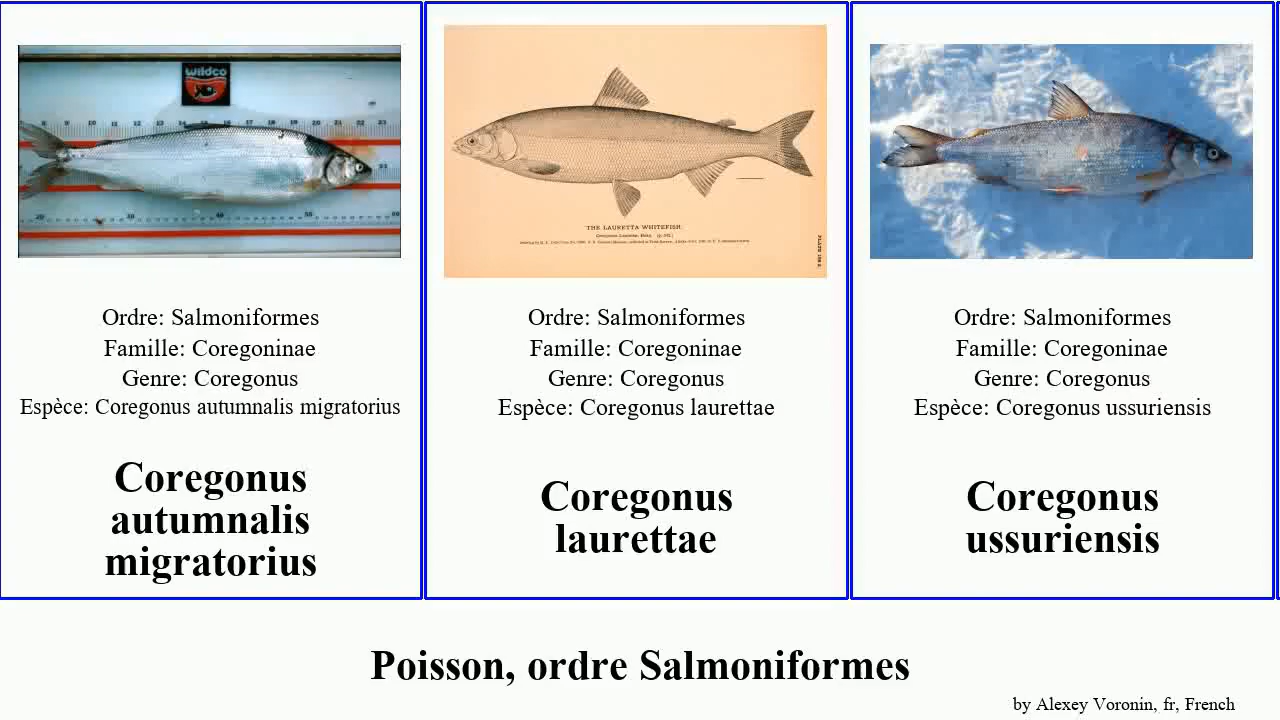 wildco
Ordre: Salmoniformes
Famille: Coregoninae
Genre: Coregonus
Espèce: Coregonus autumnalis migratorius
Coregonus
autumnalis
migratorius
THE LAURETTA WHITEFISH.
Ordre: Salmoniformes
Famille: Coregoninae
Genre: Coregonus
Espèce: Coregonus laurettae
Coregonus
laurettae
Ordre: Salmoniformes
Famille: Coregoninae
Genre: Coregonus
Espèce: Coregonus ussuriensis
Coregonus
ussuriensis
Poisson, ordre Salmoniformes
by Alexey Voronin, fr, French